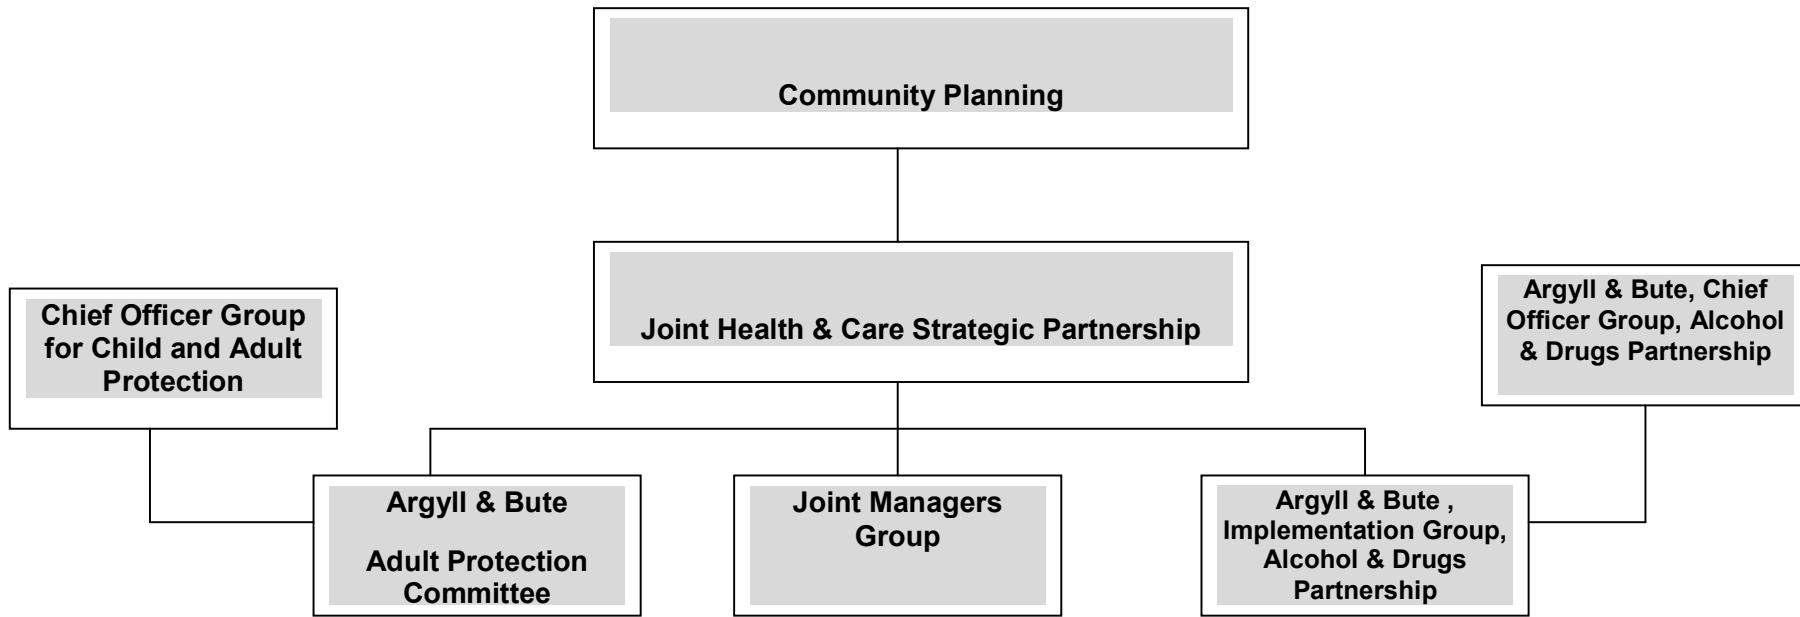 Community Planning
Joint Health & Care Strategic Partnership
Chief Officer Group
for Child and Adult
Protection
Argyll & Bute, Chief
Officer Group, Alcohol
& Drugs Partnership
Argyll & Bute
Adult Protection
Committee
Joint Managers
Group
Argyll & Bute ,
Implementation Group,
Alcohol & Drugs
Partnership